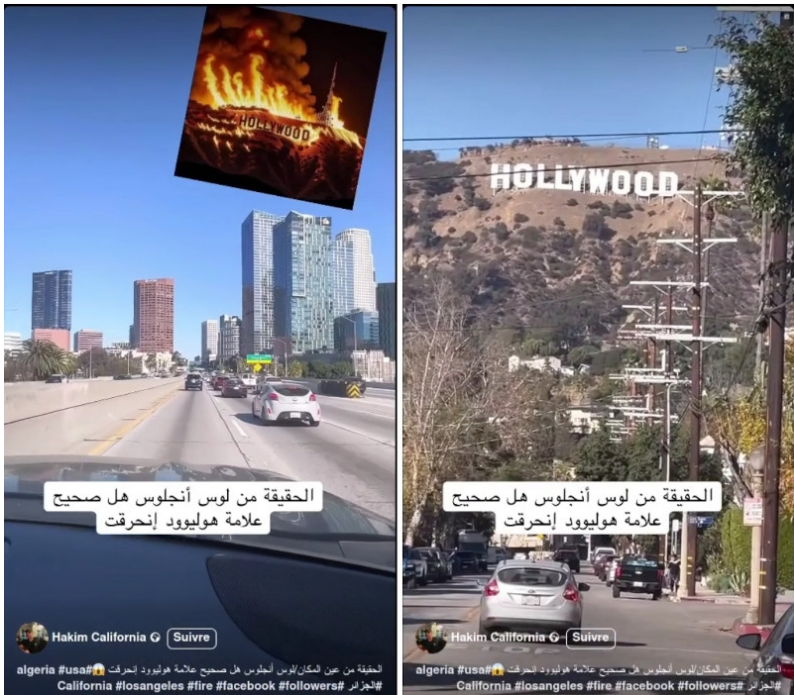 HOLLYWOOD
الحقيقة من لوس أنجلوس هل صحيح
علامة هوليوود إنحرقت
Hakim California
Suivre
الحقيقة من عين المكان/لوس أنجلوس هل صحيح علامة هوليوود إنحرقت 😱#algeria #usa
#الجزائر #California #losangeles #fire #facebook #followers
HOLLYWOOD
الحقيقة من لوس أنجلوس هل صحيح
علامة هوليوود إنحرقت
Hakim California
Suivre
الحقيقة من عين المكان/لوس أنجلوس هل صحيح علامة هوليوود إنحرقت 😱#algeria #usa
#الجزائر #California #losangeles #fire #facebook #followers